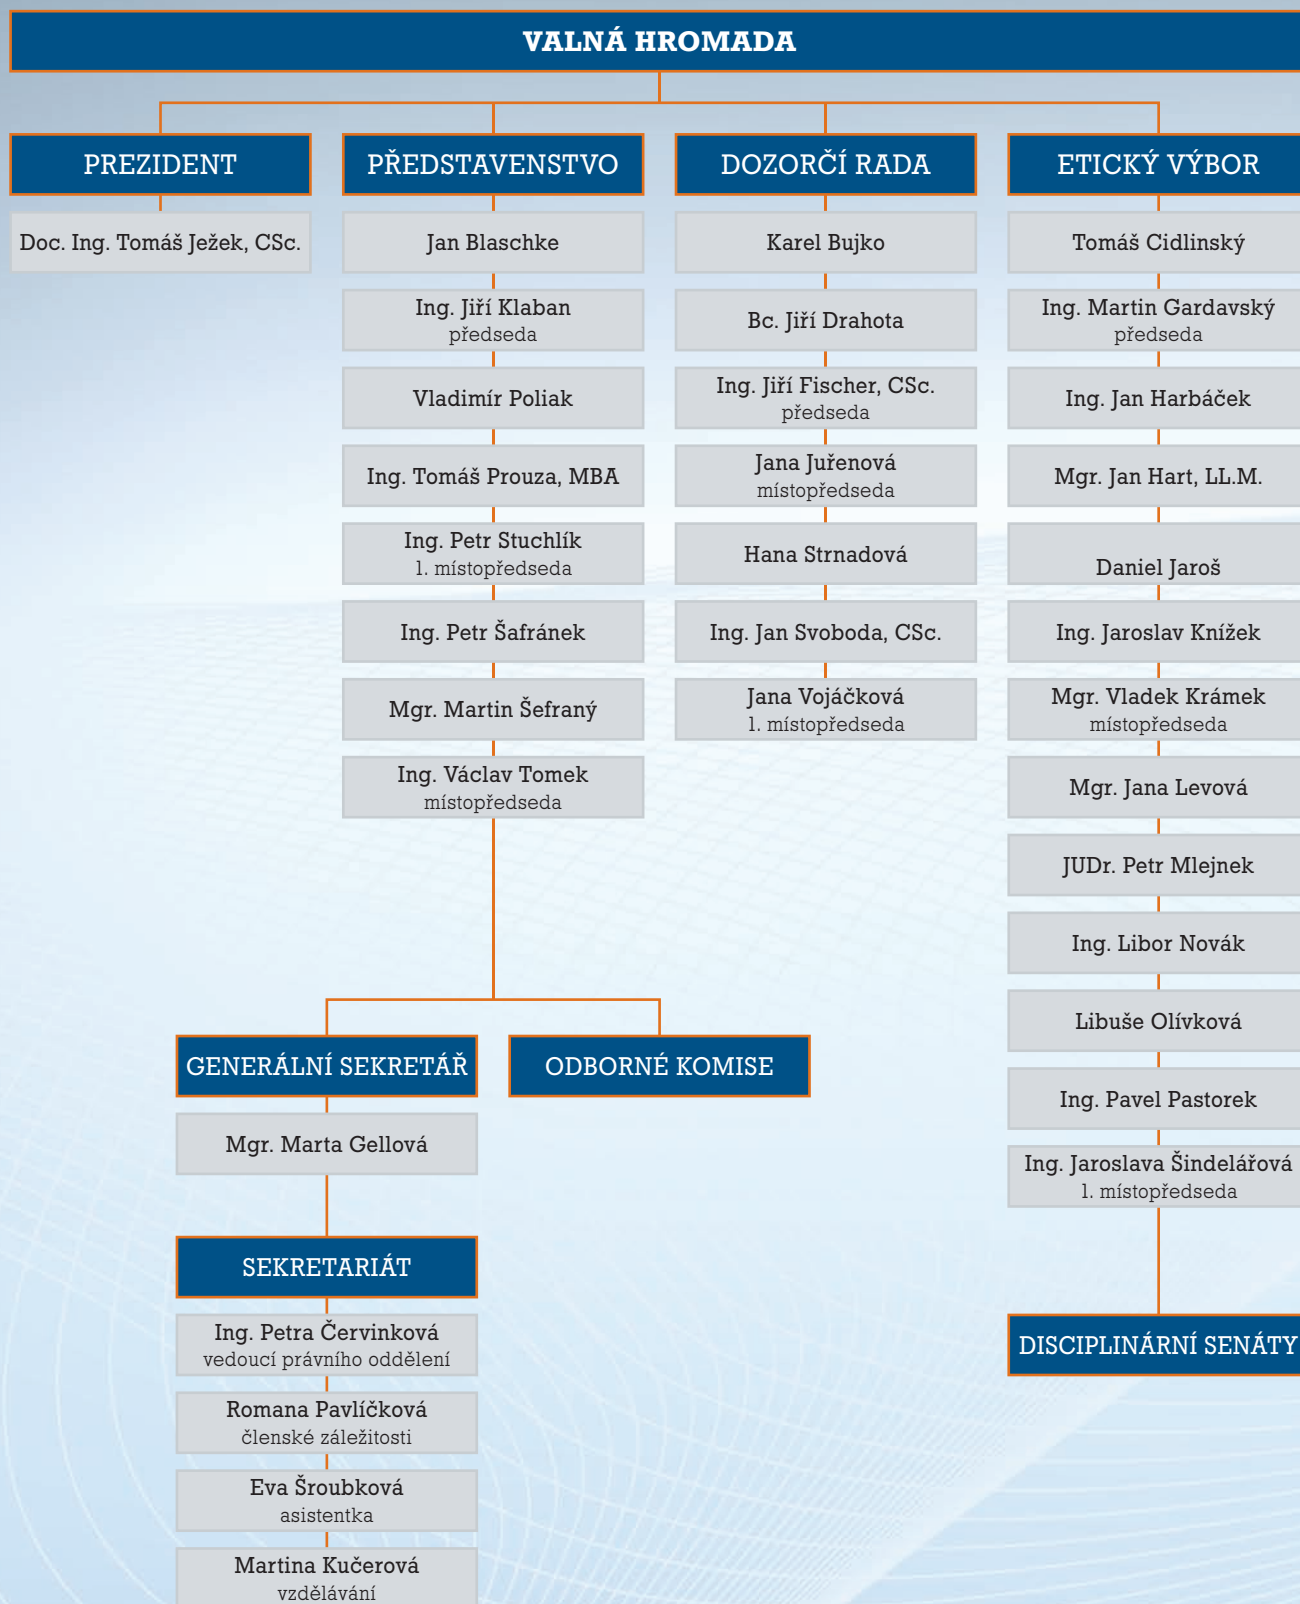 VALNÁ HROMADA
PREZIDENT
Doc. Ing. Tomáš Ježek, CSc.
PŘEDSTAVENSTVO
Jan Blaschke
Ing. Jiří Klaban
předseda
Vladimír Poliak
Ing. Tomáš Prouza, MBA
Ing. Petr Stuchlík
1. místopředseda
Ing. Petr Šafránek
Mgr. Martin Šefraný
Ing. Václav Tomek
místopředseda
DOZORČÍ RADA
Karel Bujko
Bc. Jiří Drahota
Ing. Jiří Fischer, CSc.
předseda
Jana Juřenová
místopředseda
Hana Strnadová
Ing. Jan Svoboda, CSc.
Jana Vojáčková
1. místopředseda
ETICKÝ VÝBOR
Tomáš Cidlinský
Ing. Martin Gardavský
předseda
Ing. Jan Harbáček
Mgr. Jan Hart, LL.M.
Daniel Jaroš
Ing. Jaroslav Knížek
Mgr. Vladek Krámek
místopředseda
Mgr. Jana Levová
JUDr. Petr Mlejnek
Ing. Libor Novák
Libuše Olívková
Ing. Pavel Pastorek
Ing. Jaroslava Šindelářová
1. místopředseda
DISCIPLINÁRNÍ SENÁTY
GENERÁLNÍ SEKRETÁŘ
Mgr. Marta Gellová
ODBORNÉ KOMISE
SEKRETARIÁT
Ing. Petra Červinková
vedoucí právního oddělení
Romana Pavlíčková
členské záležitosti
Eva Šroubková
asistentka
Martina Kučerová
vzdělávání